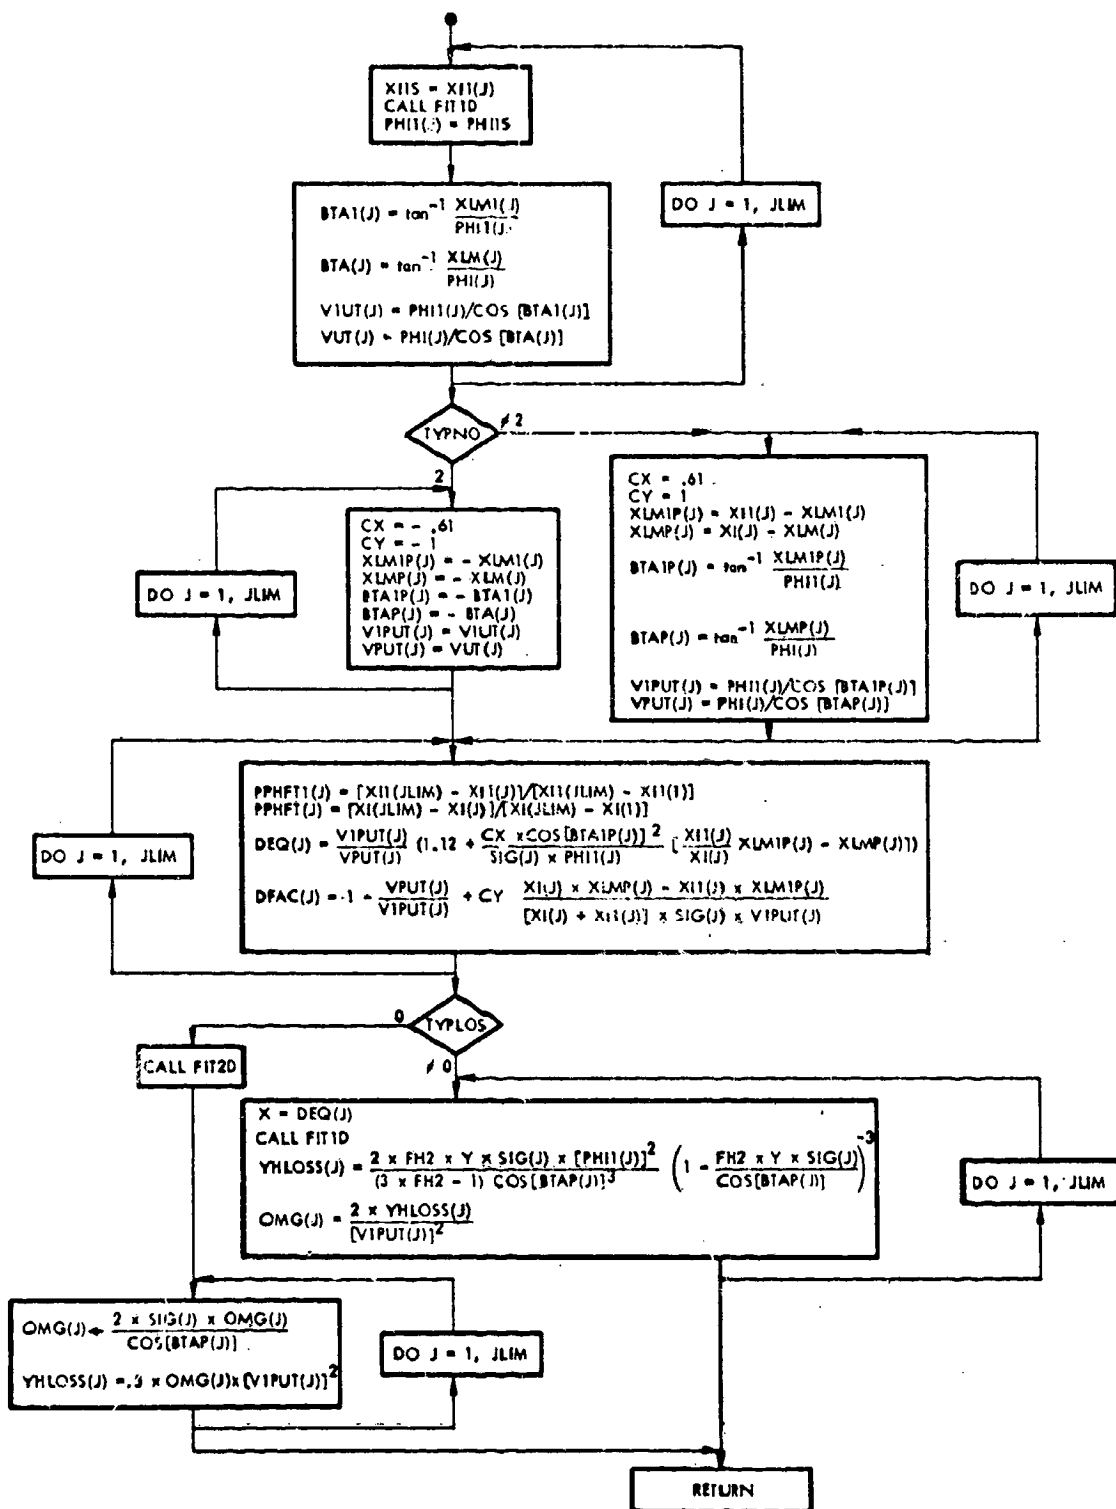 XI1S = XI1(J)
CALL FIT1D
PHI1(J) = PHI1S
DO J = 1, JLIM
BTA1(J) = tan⁻¹ XLM1(J) / PHI1(J)
BTA(J) = tan⁻¹ XLM(J) / PHI(J)
V1UT(J) = PHI1(J)/COS [BTA1(J)]
VUT(J) = PHI(J)/COS [BTA(J)]
TYPNO
≠ 2
2
CX = - .61
CY = - 1
XLM1P(J) = - XLM1(J)
XLMP(J) = - XLM(J)
BTA1P(J) = - BTA1(J)
BTAP(J) = - BTA(J)
V1PUT(J) = V1UT(J)
VPUT(J) = VUT(J)
DO J = 1, JLIM
CX = .61
CY = 1
XLM1P(J) = XI1(J) - XLM1(J)
XLMP(J) = XI(J) - XLM(J)
BTA1P(J) = tan⁻¹ XLM1P(J) / PHI1(J)
BTAP(J) = tan⁻¹ XLMP(J) / PHI(J)
V1PUT(J) = PHI1(J)/COS [BTA1P(J)]
VPUT(J) = PHI(J)/COS [BTAP(J)]
DO J = 1, JLIM
PPHFT1(J) = [XI1(JLIM) - XI1(J)]/[XI1(JLIM) - XI1(1)]
PPHFT(J) = [XI(JLIM) - XI(J)]/[XI(JLIM) - XI(1)]
DEQ(J) = V1PUT(J) / VPUT(J) (1.12 + CX x COS[BTA1P(J)]² / SIG(J) x PHI1(J) [XI1(J) / XI(J) XLM1P(J) - XLMP(J)])
DFAC(J) = 1 - VPUT(J) / V1PUT(J) + CY XI(J) x XLMP(J) - XI1(J) x XLM1P(J) / [XI(J) + XI1(J)] x SIG(J) x V1PUT(J)
DO J = 1, JLIM
TYPLOS
0
≠ 0
CALL FIT2D
X = DEQ(J)
CALL FIT1D
YHLOSS(J) = 2 x FH2 x Y x SIG(J) x [PHI1(J)]² / (3 x FH2 - 1) COS[BTAP(J)]³ (1 - FH2 x Y x SIG(J) / COS[BTAP(J)])⁻³
OMG(J) = 2 x YHLOSS(J) / [V1PUT(J)]²
DO J = 1, JLIM
OMG(J) ← 2 x SIG(J) x OMG(J) / COS[BTAP(J)]
YHLOSS(J) = .5 x OMG(J) x [V1PUT(J)]²
DO J = 1, JLIM
RETURN